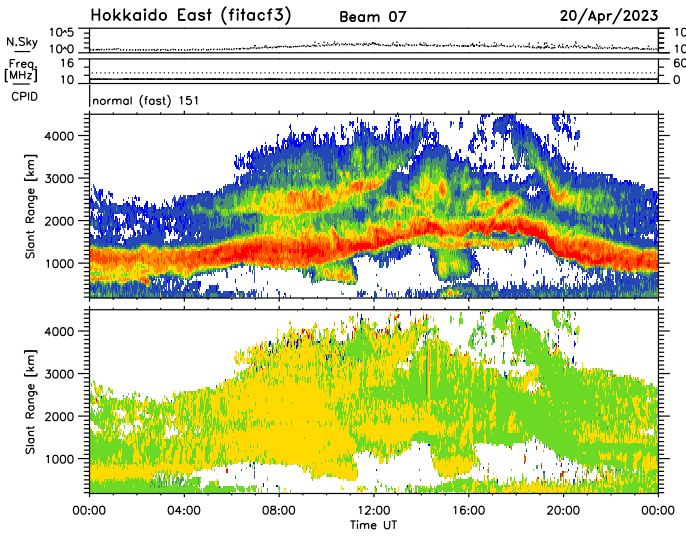 Hokkaido East (fitacf3) Beam 07 20/Apr/2023
N.Sky 10^5 10^0
Freq. [MHz] 16 10 60 0
CPID normal (fast) 151
Slant Range [km] 4000 3000 2000 1000
Slant Range [km] 4000 3000 2000 1000
00:00 04:00 08:00 12:00 16:00 20:00 00:00
Time UT